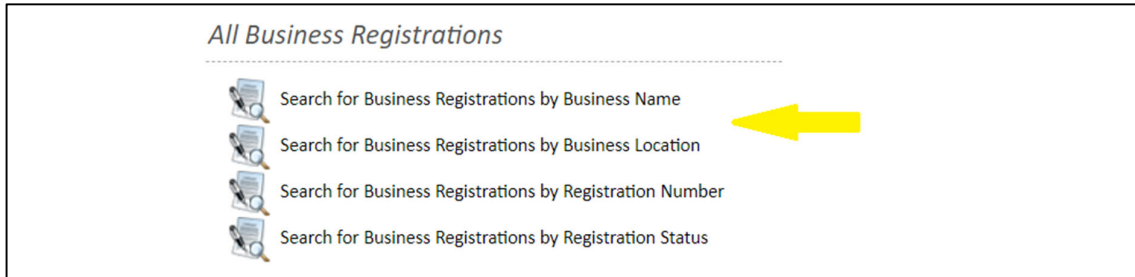 All Business Registrations
Search for Business Registrations by Business Name
Search for Business Registrations by Business Location
Search for Business Registrations by Registration Number
Search for Business Registrations by Registration Status